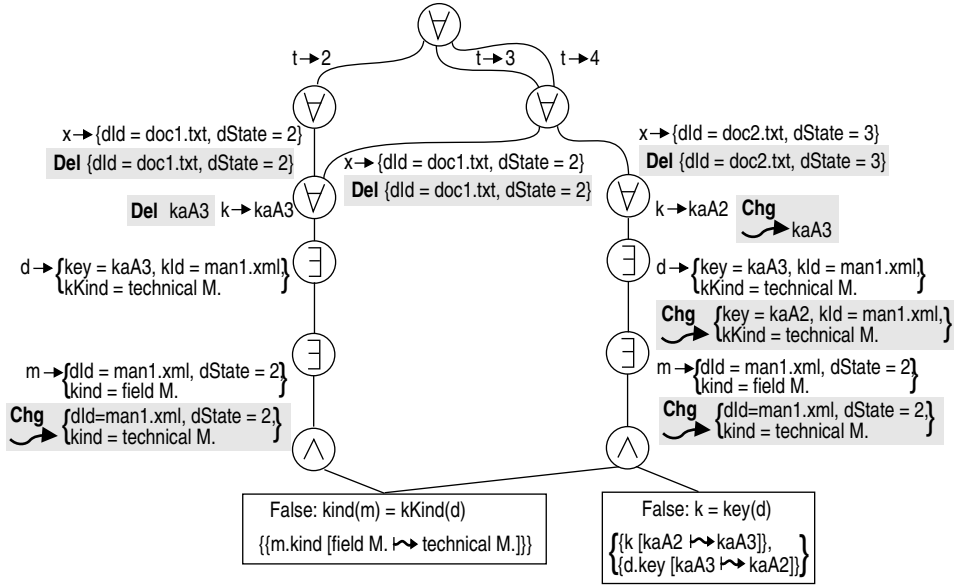 ∀
t→2
t→3
t→4
∀
∀
x→{dId = doc1.txt, dState = 2}
Del {dId = doc1.txt, dState = 2}
x→{dId = doc1.txt, dState = 2}
Del {dId = doc1.txt, dState = 2}
x→{dId = doc2.txt, dState = 3}
Del {dId = doc2.txt, dState = 3}
Del kaA3
k→kaA3
∀
∀
k→kaA2
Chg
kaA3
d→{key = kaA3, kId = man1.xml,
kKind = technical M.}
∃
∃
d→{key = kaA3, kId = man1.xml,
kKind = technical M.}
Chg
{key = kaA2, kId = man1.xml,
kKind = technical M.}
m→{dId = man1.xml, dState = 2,
kind = field M.}
Chg
{dId=man1.xml, dState = 2,
kind = technical M.}
∃
∃
m→{dId = man1.xml, dState = 2,
kind = field M.}
Chg
{dId=man1.xml, dState = 2,
kind = technical M.}
∧
∧
False: kind(m) = kKind(d)
{{m.kind [field M. ↦ technical M.]}}
False: k = key(d)
{{k [kaA2 ↦ kaA3]},
{d.key [kaA3 ↦ kaA2]}}